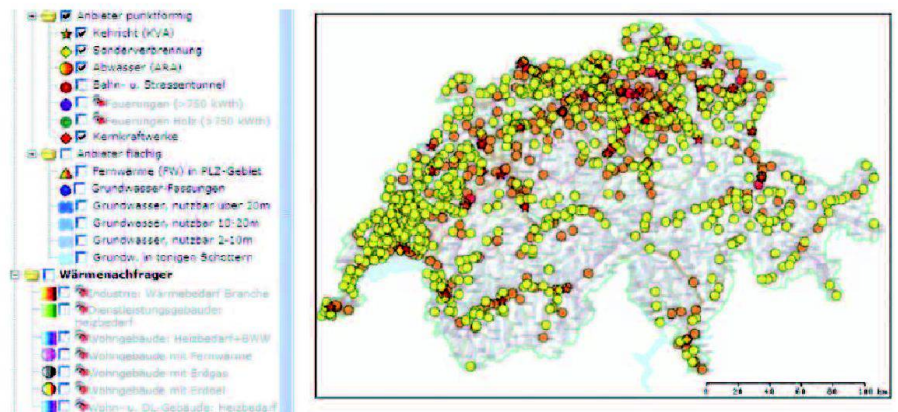 Anbieter punktförmig
Kehricht (KVA)
Sonderverbrennung
Abwasser (ARA)
Bahn- u. Strassentunnel
Feuerungen (>750 kWth)
Feuerungen Holz (≥750 kWth)
Kernkraftwerke
Anbieter flächig
Fernwärme (FW) in PLZ-Gebiet
Grundwasser-Fassungen
Grundwasser, nutzbar über 20m
Grundwasser, nutzbar 10-20m
Grundwasser, nutzbar 2-10m
Grundw. in tonigen Schottern
Wärmenachfrager
Industrie: Wärmebedarf Branche
Dienstleistungsgebäude:
heizbedarf
Wohngebäude: Heizbedarf+BWW
Wohngebäude mit Fernwärme
Wohngebäude mit Erdgas
Wohngebäude mit Erdöl
Wohn- u. DL-Gebäude: Heizbedarf
0 20 40 60 80 100 km